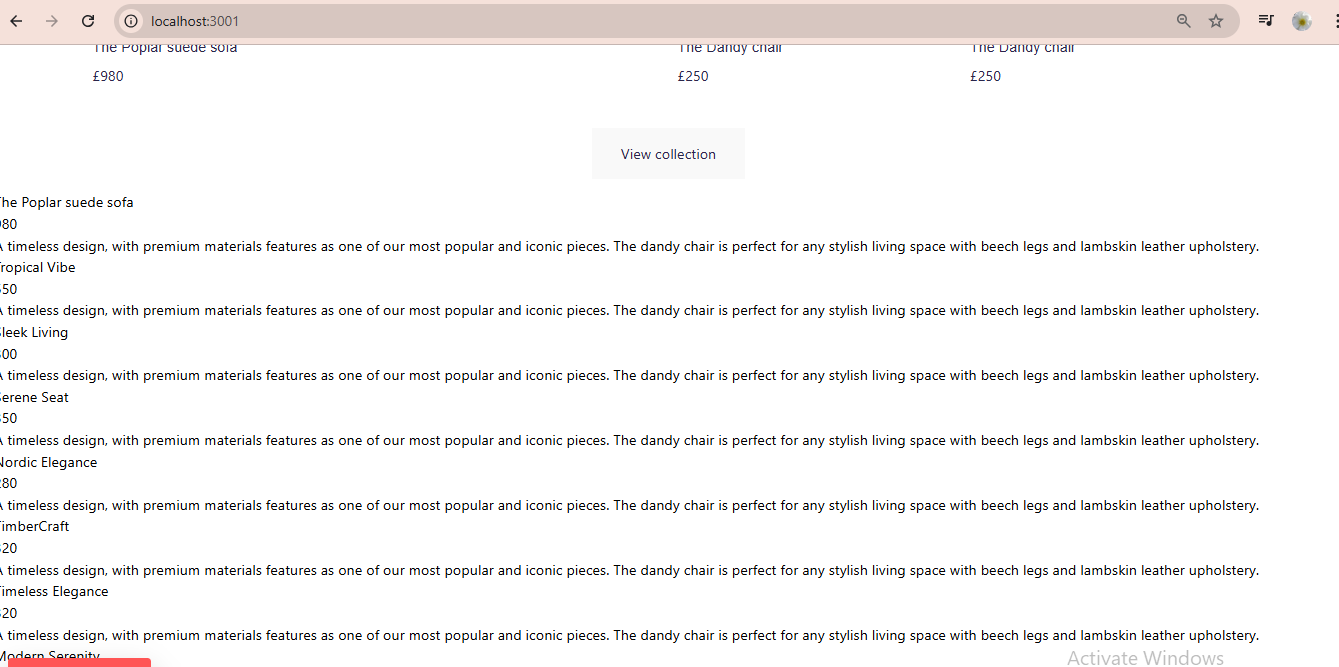 localhost:3001
The Poplar suede sofa
The Dandy chair
The Dandy chair
£980
£250
£250
View collection
The Poplar suede sofa
980
A timeless design, with premium materials features as one of our most popular and iconic pieces. The dandy chair is perfect for any stylish living space with beech legs and lambskin leather upholstery.
Tropical Vibe
50
A timeless design, with premium materials features as one of our most popular and iconic pieces. The dandy chair is perfect for any stylish living space with beech legs and lambskin leather upholstery.
Sleek Living
00
A timeless design, with premium materials features as one of our most popular and iconic pieces. The dandy chair is perfect for any stylish living space with beech legs and lambskin leather upholstery.
Serene Seat
50
A timeless design, with premium materials features as one of our most popular and iconic pieces. The dandy chair is perfect for any stylish living space with beech legs and lambskin leather upholstery.
Nordic Elegance
280
A timeless design, with premium materials features as one of our most popular and iconic pieces. The dandy chair is perfect for any stylish living space with beech legs and lambskin leather upholstery.
TimberCraft
20
A timeless design, with premium materials features as one of our most popular and iconic pieces. The dandy chair is perfect for any stylish living space with beech legs and lambskin leather upholstery.
Timeless Elegance
20
A timeless design, with premium materials features as one of our most popular and iconic pieces. The dandy chair is perfect for any stylish living space with beech legs and lambskin leather upholstery.
Modern Serenity
Activate Windows